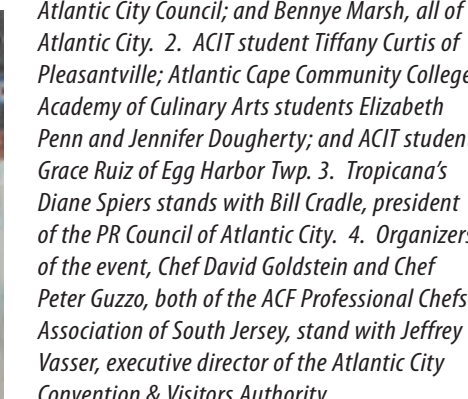 Atlantic City Council; and Bennye Marsh, all of
Atlantic City.  2.  ACIT student Tiffany Curtis of
Pleasantville; Atlantic Cape Community College
Academy of Culinary Arts students Elizabeth
Penn and Jennifer Dougherty; and ACIT student
Grace Ruiz of Egg Harbor Twp. 3.  Tropicana's
Diane Spiers stands with Bill Cradle, president
of the PR Council of Atlantic City.  4.  Organizers
of the event, Chef David Goldstein and Chef
Peter Guzzo, both of the ACF Professional Chefs
Association of South Jersey, stand with Jeffrey
Vasser, executive director of the Atlantic City
Convention & Visitors Authority